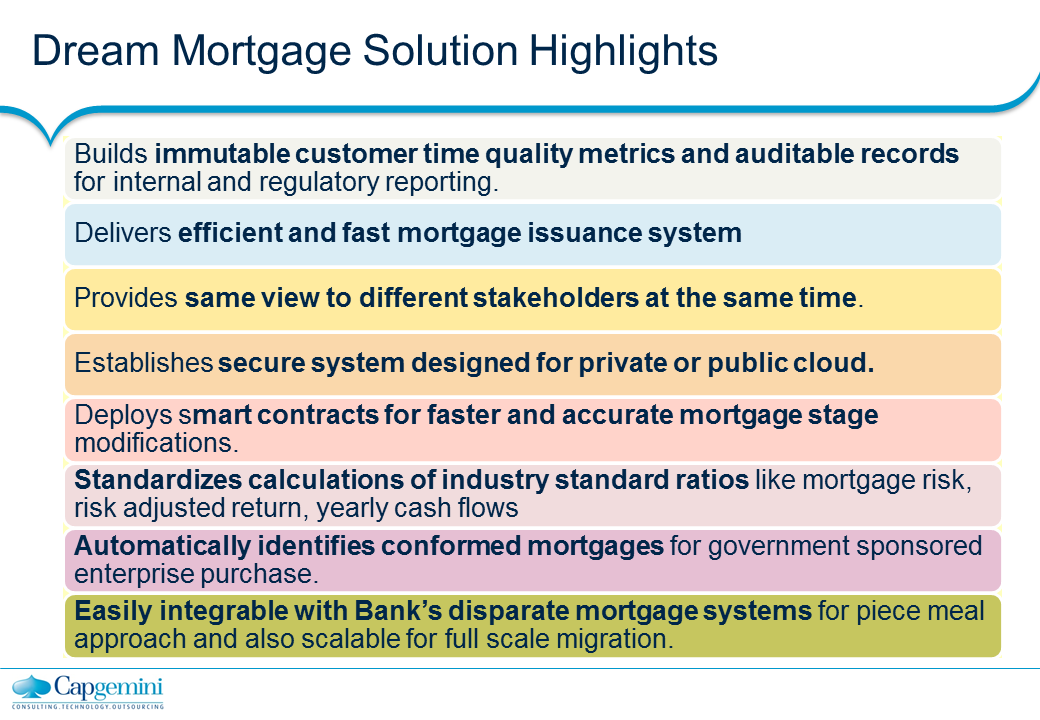 Dream Mortgage Solution Highlights
Builds immutable customer time quality metrics and auditable records
for internal and regulatory reporting.
Delivers efficient and fast mortgage issuance system
Provides same view to different stakeholders at the same time.
Establishes secure system designed for private or public cloud.
Deploys smart contracts for faster and accurate mortgage stage
modifications.
Standardizes calculations of industry standard ratios like mortgage risk,
risk adjusted return, yearly cash flows
Automatically identifies conformed mortgages for government sponsored
enterprise purchase.
Easily integrable with Bank's disparate mortgage systems for piece meal
approach and also scalable for full scale migration.
Capgemini
CONSULTING.TECHNOLOGY.OUTSOURCING